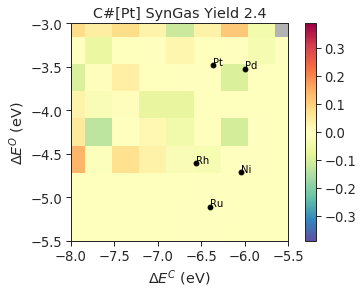 C#[Pt] SynGas Yield 2.4
−3.0
−3.5
−4.0
−4.5
−5.0
−5.5
ΔE^O (eV)
Pt
Pd
Rh
Ni
Ru
−8.0 −7.5 −7.0 −6.5 −6.0 −5.5
ΔE^C (eV)
0.3
0.2
0.1
0.0
−0.1
−0.2
−0.3